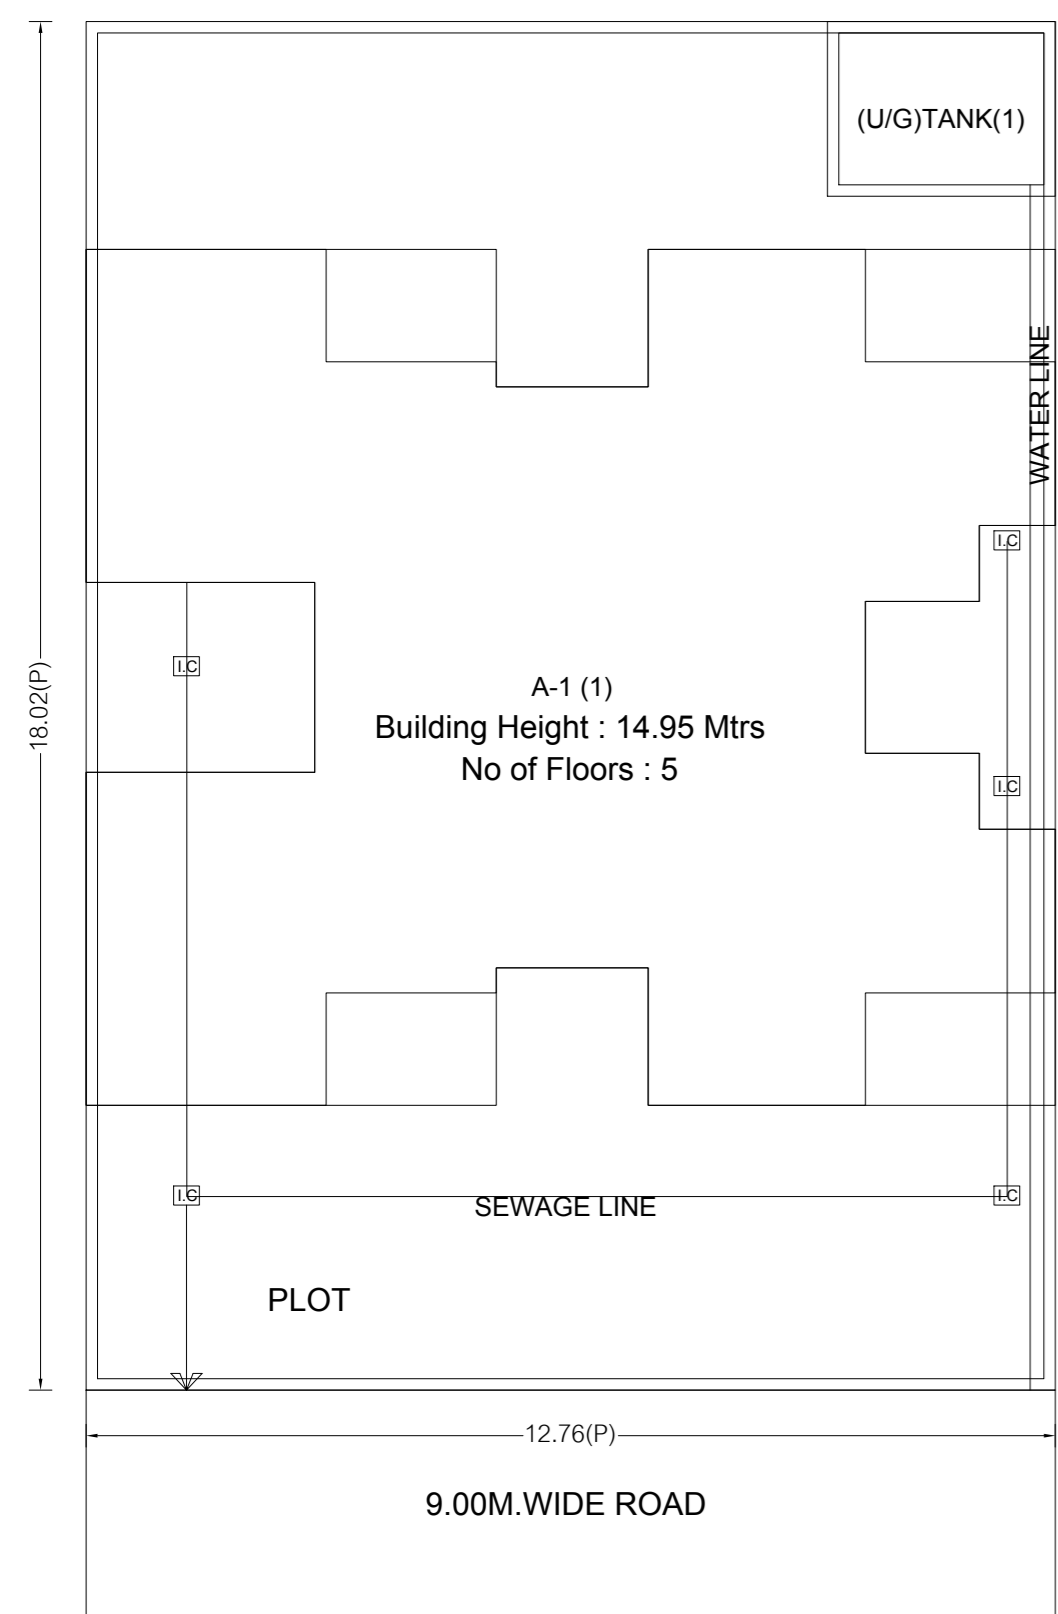 (U/G)TANK(1)
WATER LINE
I.C
I.C
18.02(P)
A-1 (1)
Building Height : 14.95 Mtrs
No of Floors : 5
I.C
I.C
I.C
SEWAGE LINE
PLOT
12.76(P)
9.00M.WIDE ROAD